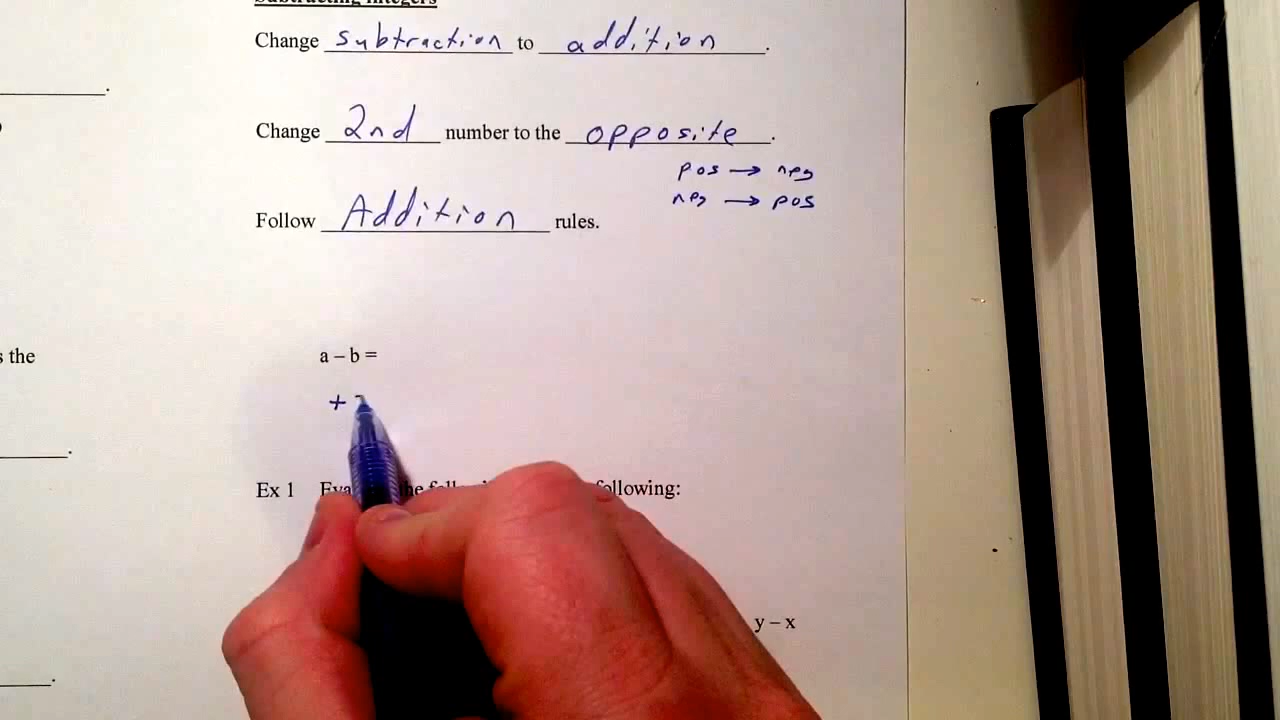 Subtracting Integers
Change subtraction to addition.
Change 2nd number to the opposite.
pos → neg
neg → pos
Follow Addition rules.
the
a – b =
+
Ex 1 following:
y – x